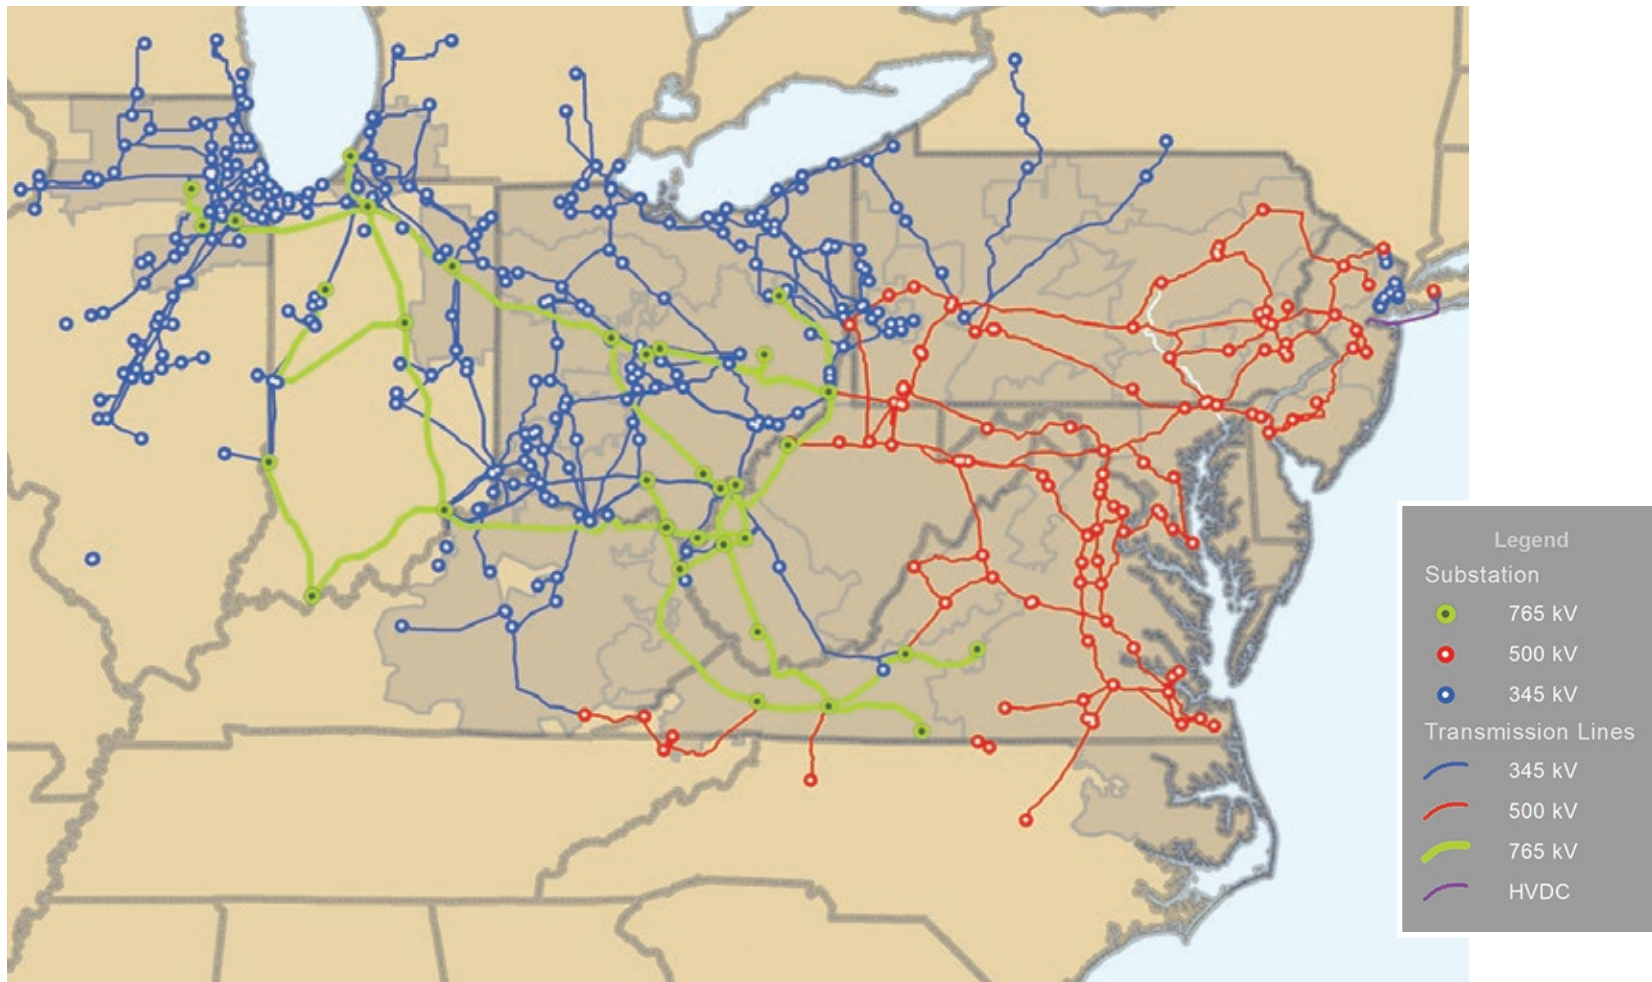 Legend
Substation
765 kV
500 kV
345 kV
Transmission Lines
345 kV
500 kV
765 kV
HVDC